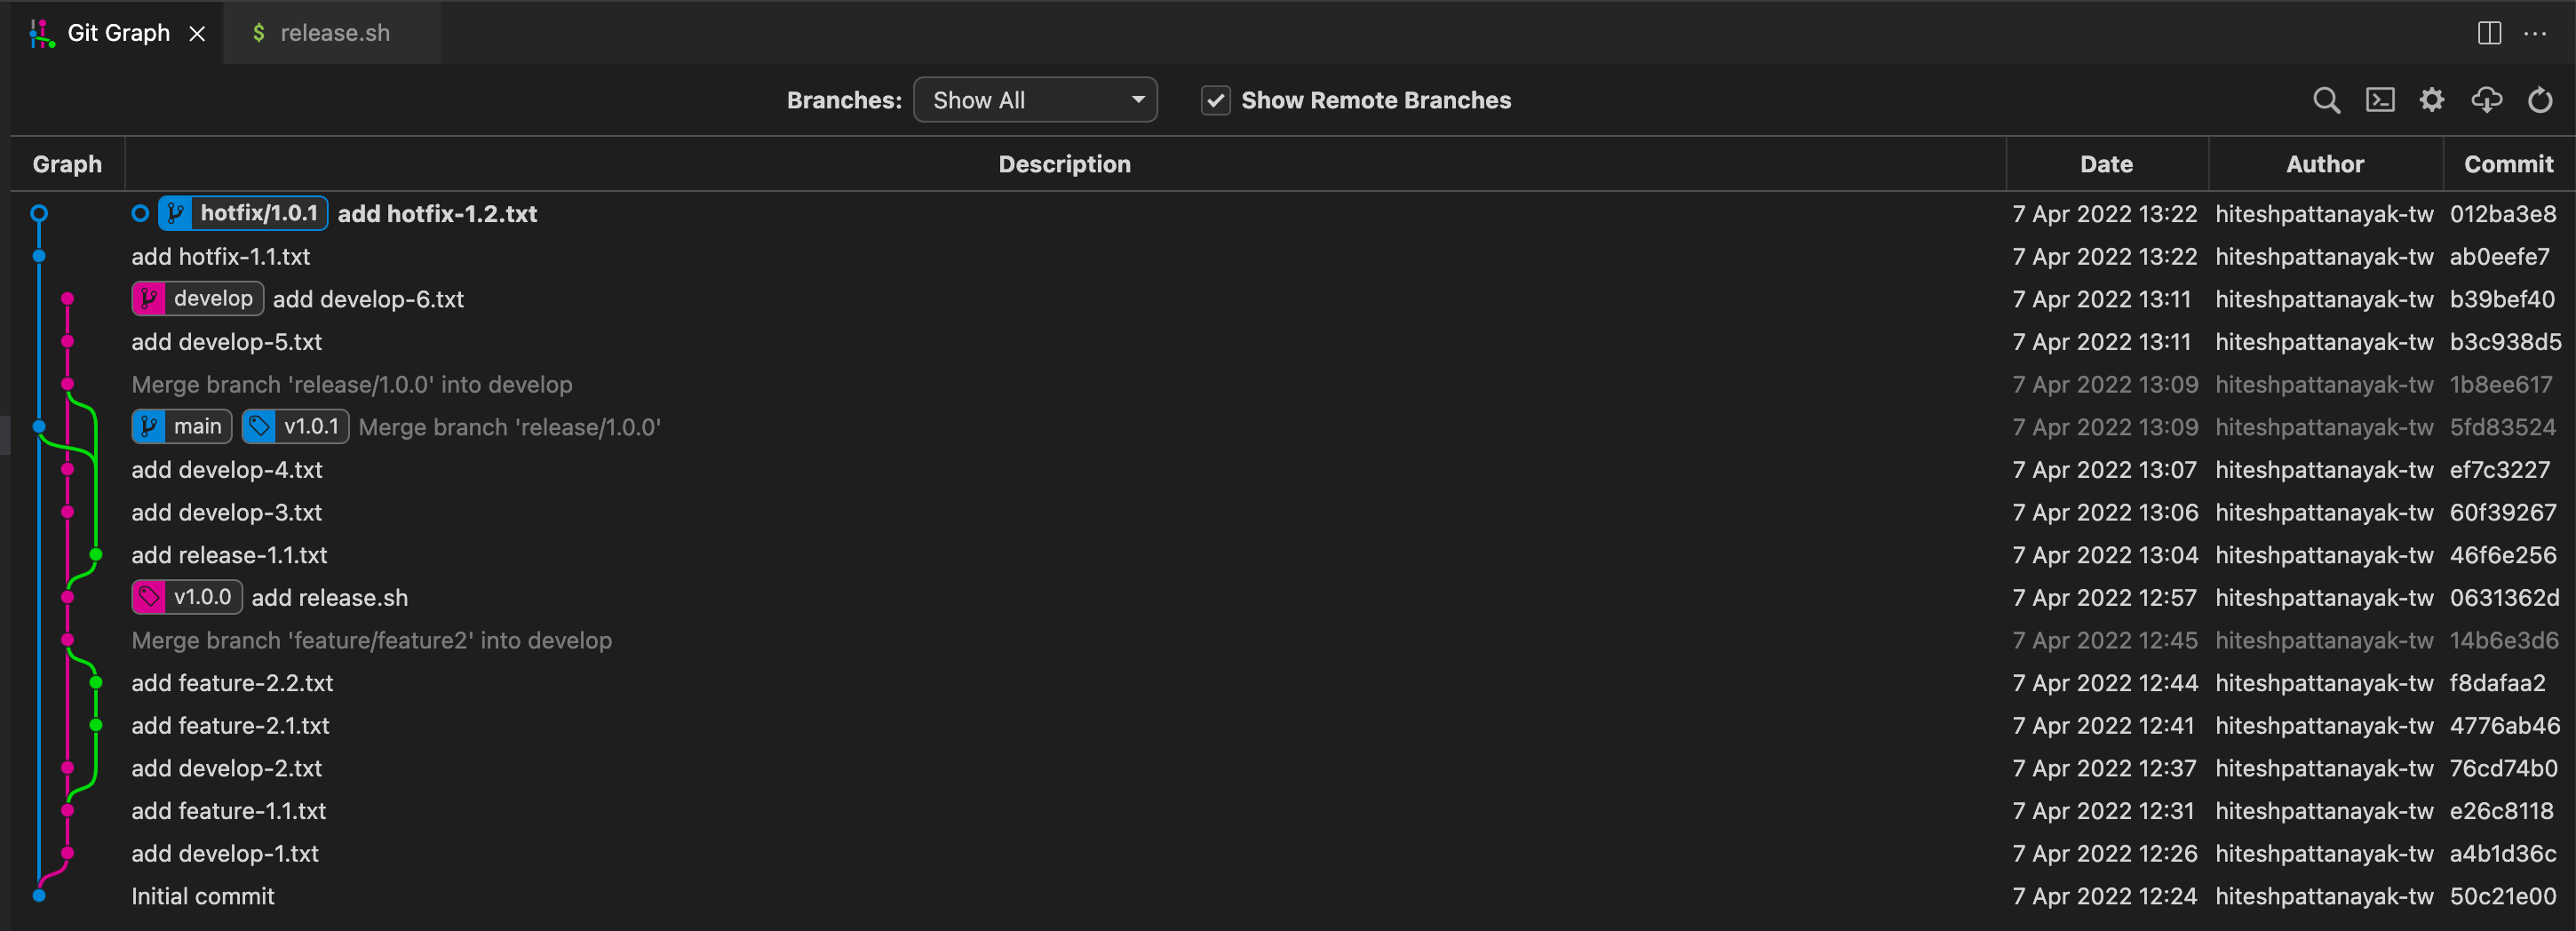 Git Graph $ release.sh
Branches: Show All Show Remote Branches
Graph Description Date Author Commit
hotfix/1.0.1 add hotfix-1.2.txt 7 Apr 2022 13:22 hiteshpattanayak-tw 012ba3e8
add hotfix-1.1.txt 7 Apr 2022 13:22 hiteshpattanayak-tw ab0eefe7
develop add develop-6.txt 7 Apr 2022 13:11 hiteshpattanayak-tw b39bef40
add develop-5.txt 7 Apr 2022 13:11 hiteshpattanayak-tw b3c938d5
Merge branch 'release/1.0.0' into develop 7 Apr 2022 13:09 hiteshpattanayak-tw 1b8ee617
main v1.0.1 Merge branch 'release/1.0.0' 7 Apr 2022 13:09 hiteshpattanayak-tw 5fd83524
add develop-4.txt 7 Apr 2022 13:07 hiteshpattanayak-tw ef7c3227
add develop-3.txt 7 Apr 2022 13:06 hiteshpattanayak-tw 60f39267
add release-1.1.txt 7 Apr 2022 13:04 hiteshpattanayak-tw 46f6e256
v1.0.0 add release.sh 7 Apr 2022 12:57 hiteshpattanayak-tw 0631362d
Merge branch 'feature/feature2' into develop 7 Apr 2022 12:45 hiteshpattanayak-tw 14b6e3d6
add feature-2.2.txt 7 Apr 2022 12:44 hiteshpattanayak-tw f8dafaa2
add feature-2.1.txt 7 Apr 2022 12:41 hiteshpattanayak-tw 4776ab46
add develop-2.txt 7 Apr 2022 12:37 hiteshpattanayak-tw 76cd74b0
add feature-1.1.txt 7 Apr 2022 12:31 hiteshpattanayak-tw e26c8118
add develop-1.txt 7 Apr 2022 12:26 hiteshpattanayak-tw a4b1d36c
Initial commit 7 Apr 2022 12:24 hiteshpattanayak-tw 50c21e00